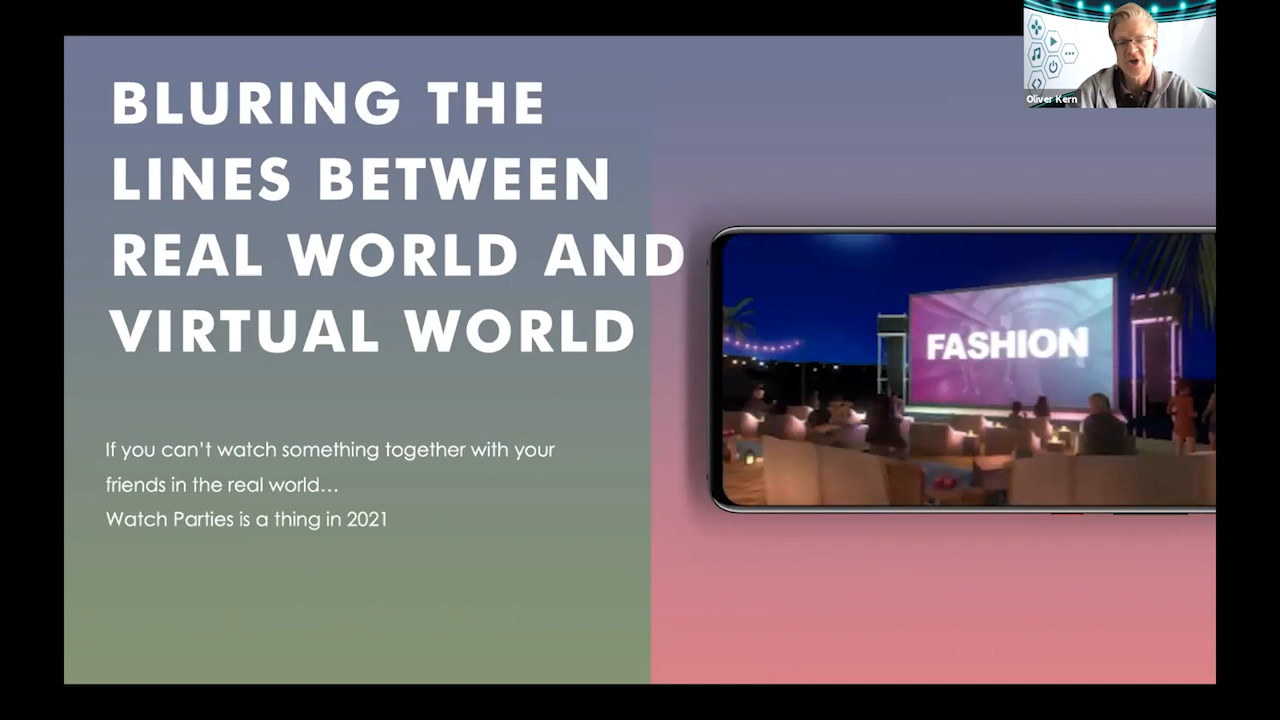 BLURING THE
LINES BETWEEN
REAL WORLD AND
VIRTUAL WORLD
If you can't watch something together with your
friends in the real world...
Watch Parties is a thing in 2021
FASHION
Oliver Kern